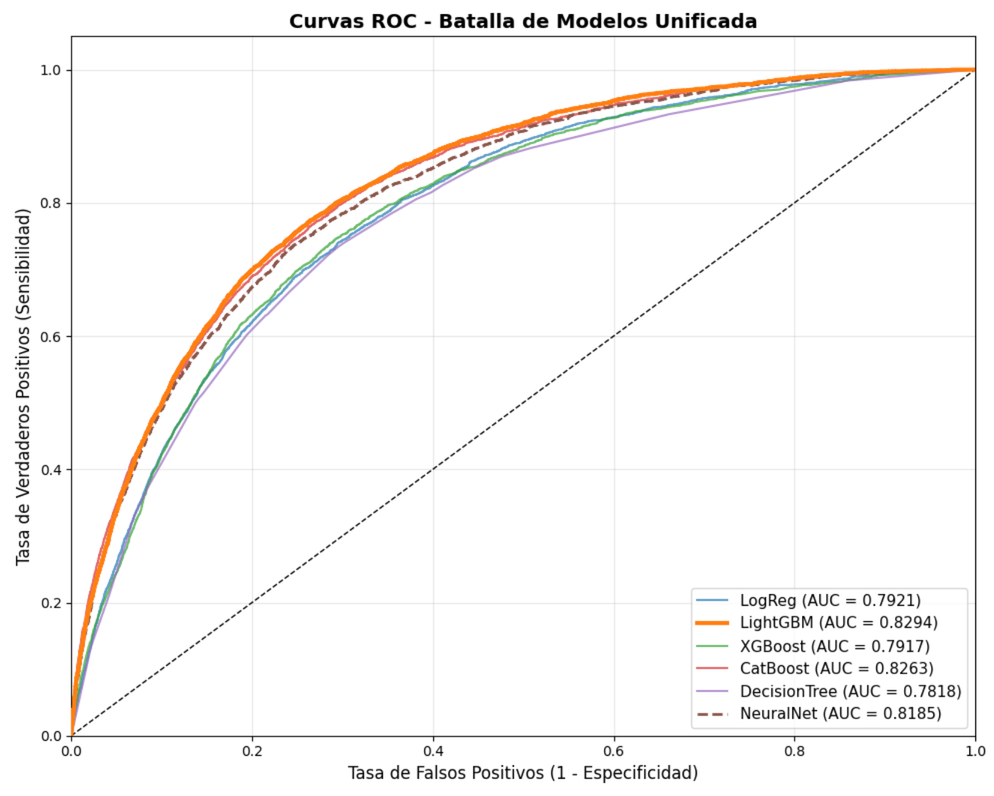 Curvas ROC - Batalla de Modelos Unificada
Tasa de Verdaderos Positivos (Sensibilidad)
1.0
0.8
0.6
0.4
0.2
0.0
LogReg (AUC = 0.7921)
LightGBM (AUC = 0.8294)
XGBoost (AUC = 0.7917)
CatBoost (AUC = 0.8263)
DecisionTree (AUC = 0.7818)
NeuralNet (AUC = 0.8185)
0.0 0.2 0.4 0.6 0.8 1.0
Tasa de Falsos Positivos (1 - Especificidad)